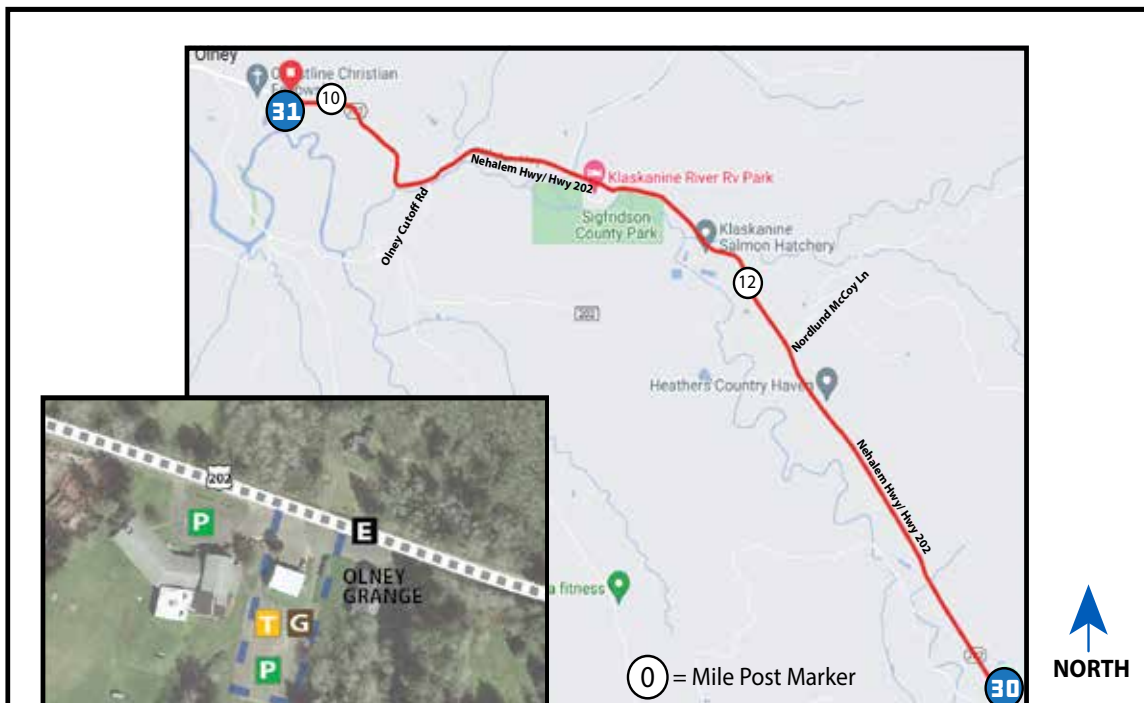 Olney
Christian
31
10
Nehalem Hwy/ Hwy 202
Klaskanine River Rv Park
Olney Cutoff Rd
Sigfridson
County Park
Klaskanine
Salmon Hatchery
12
Nordlund McCoy Ln
202
Heathers Country Haven
Nehalem Hwy/ Hwy 202
202
P
E
OLNEY
GRANGE
T G
P
a fitness
0 = Mile Post Marker
30
NORTH